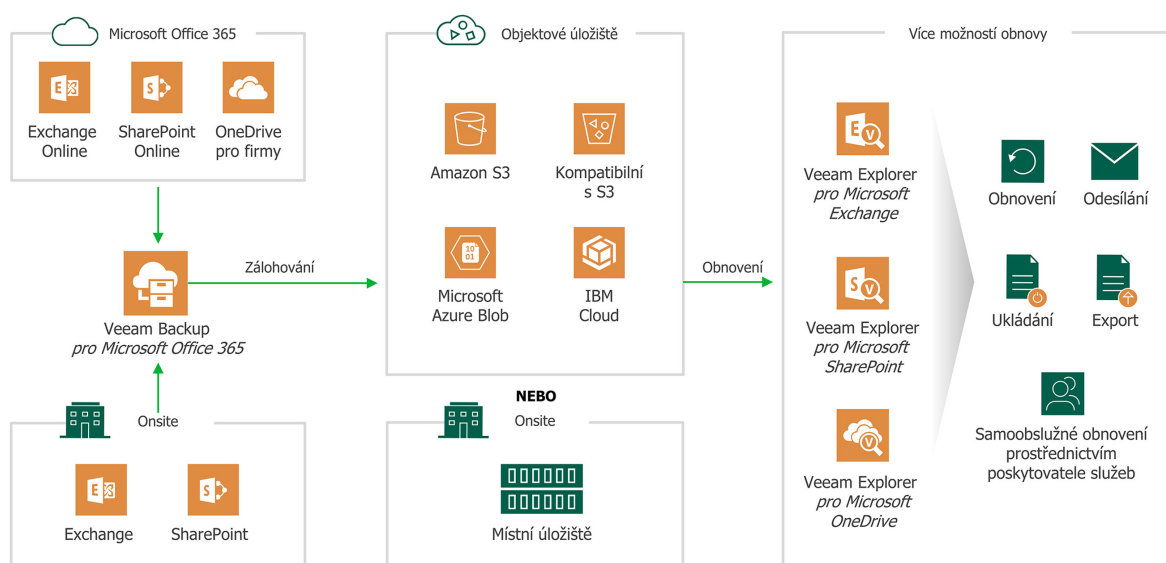 Microsoft Office 365
Exchange
Online
SharePoint
Online
OneDrive
pro firmy
Veeam Backup
pro Microsoft Office 365
Onsite
Exchange
SharePoint
Zálohování
Objektové úložiště
Amazon S3
Kompatibilní
s S3
10
01
Microsoft
Azure Blob
IBM
Cloud
NEBO
Onsite
Místní úložiště
Obnovení
Více možností obnovy
Veeam Explorer
pro Microsoft
Exchange
Veeam Explorer
pro Microsoft
SharePoint
Veeam Explorer
pro Microsoft
OneDrive
Obnovení
Odesílání
Ukládání
Export
Samoobslužné obnovení
prostřednictvím
poskytovatele služeb